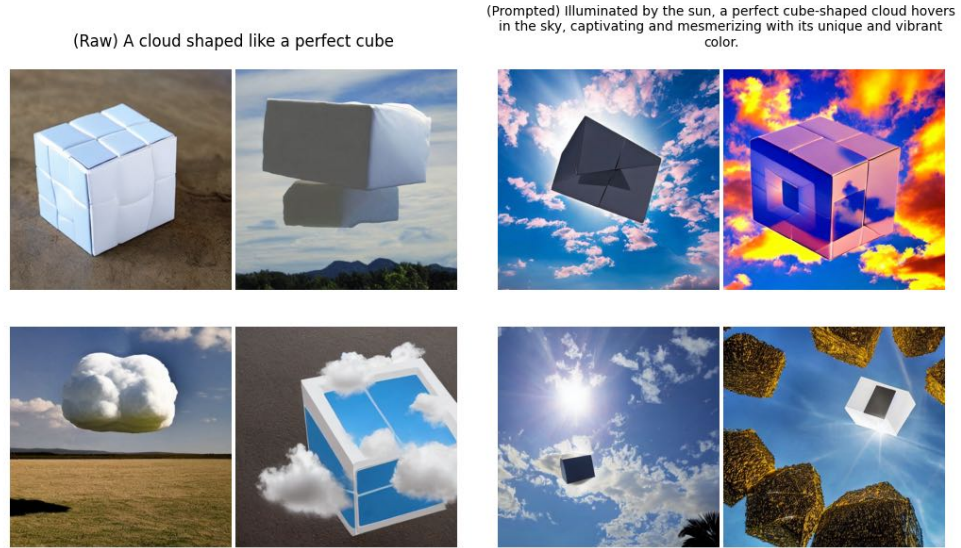 (Raw) A cloud shaped like a perfect cube
(Prompted) Illuminated by the sun, a perfect cube-shaped cloud hovers
in the sky, captivating and mesmerizing with its unique and vibrant
color.